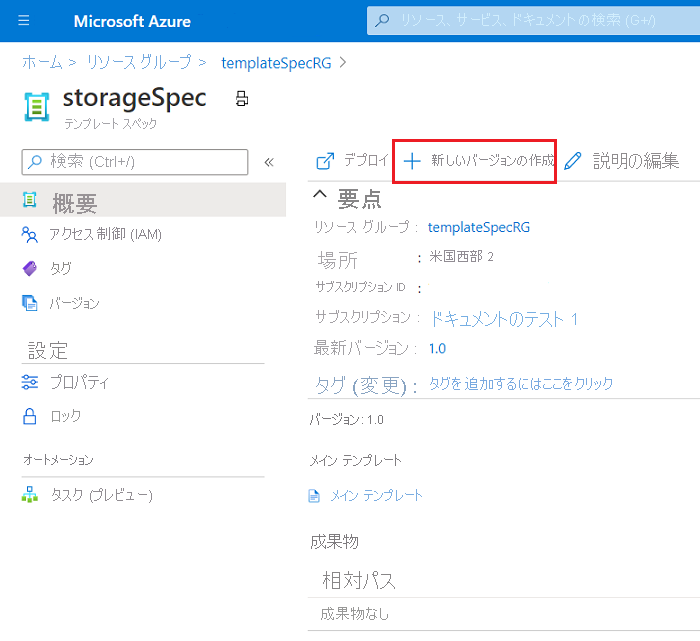 Microsoft Azure
リソース、サービス、ドキュメントの検索 (G+/)
ホーム > リソース グループ > templateSpecRG >
storageSpec
テンプレート スペック
検索 (Ctrl+/)
«
デプロイ
新しいバージョンの作成
説明の編集
概要
アクセス制御 (IAM)
タグ
バージョン
設定
プロパティ
ロック
オートメーション
タスク (プレビュー)
要点
リソース グループ : templateSpecRG
場所 : 米国西部 2
サブスクリプション ID :
サブスクリプション : ドキュメントのテスト 1
最新バージョン : 1.0
タグ (変更) : タグを追加するにはここをクリック
バージョン: 1.0
メイン テンプレート
メイン テンプレート
成果物
相対パス
成果物なし